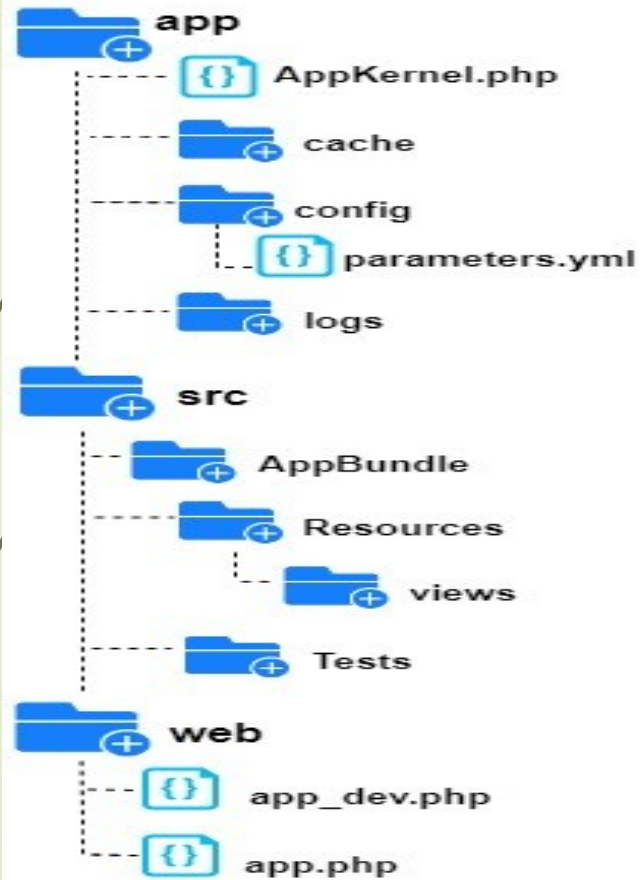 app
AppKernel.php
cache
config
parameters.yml
logs
src
AppBundle
Resources
views
Tests
web
app_dev.php
app.php